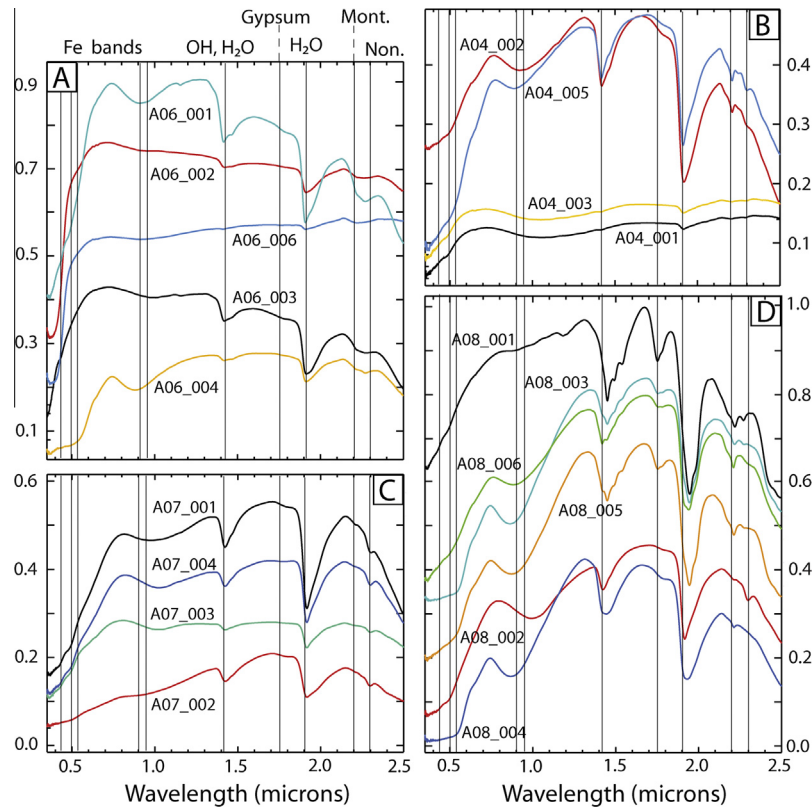 Gypsum Mont.
Fe bands OH, H₂O H₂O Non.
A
0.9
0.7
0.5
0.3
0.1
A06_001
A06_002
A06_006
A06_003
A06_004
B
0.4
0.3
0.2
0.1
A04_002
A04_005
A04_003
A04_001
C
0.6
0.4
0.2
0.0
A07_001
A07_004
A07_003
A07_002
0.5 1.0 1.5 2.0 2.5
Wavelength (microns)
D
1.0
0.8
0.6
0.4
0.2
0.0
A08_001
A08_003
A08_006
A08_005
A08_002
A08_004
0.5 1.0 1.5 2.0 2.5
Wavelength (microns)